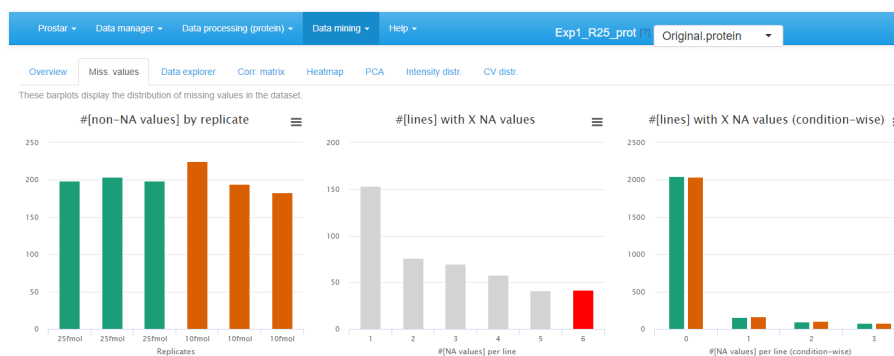 Prostar Data manager Data processing (protein) Data mining Help Exp1_R25_prot [?] Original.protein
Overview Miss. values Data explorer Corr. matrix Heatmap PCA Intensity distr. CV distr.
These barplots display the distribution of missing values in the dataset.
#[non-NA values] by replicate
250
200
150
100
50
0
25fmol 25fmol 25fmol 10fmol 10fmol 10fmol
Replicates
#[lines] with X NA values
200
150
100
50
0
1 2 3 4 5 6
#[NA values] per line
#[lines] with X NA values (condition-wise)
2500
2000
1500
1000
500
0
0 1 2 3
#[NA values] per line (condition-wise)